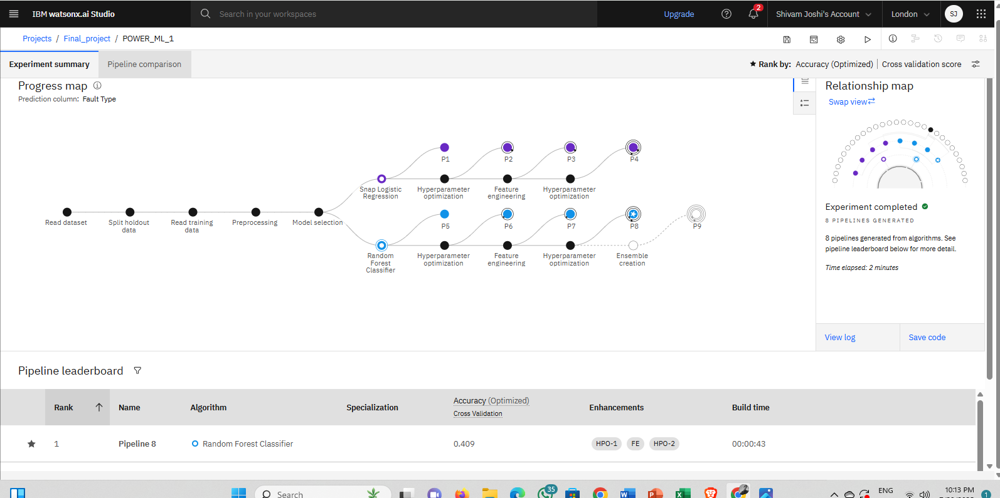 IBM watsonx.ai Studio
Search in your workspaces
Upgrade
2
Shivam Joshi's Account
London
SJ
Projects / Final_project / POWER_ML_1
Experiment summary
Pipeline comparison
Rank by: Accuracy (Optimized) | Cross validation score
Progress map
Prediction column: Fault Type
P1
P2
P3
P4
Snap Logistic
Regression
Hyperparameter
optimization
Feature
engineering
Hyperparameter
optimization
Read dataset
Split holdout
data
Read training
data
Preprocessing
Model selection
P5
P6
P7
P8
P9
Random
Forest
Classifier
Hyperparameter
optimization
Feature
engineering
Hyperparameter
optimization
Ensemble
creation
Relationship map
Swap view
Experiment completed
8 PIPELINES GENERATED
8 pipelines generated from algorithms. See
pipeline leaderboard below for more detail.
Time elapsed: 2 minutes
View log
Save code
Pipeline leaderboard
Rank
Name
Algorithm
Specialization
Accuracy (Optimized)
Cross Validation
Enhancements
Build time
1
Pipeline 8
Random Forest Classifier
0.409
HPO-1
FE
HPO-2
00:00:43
Search
35
ENG
10:13 PM
1